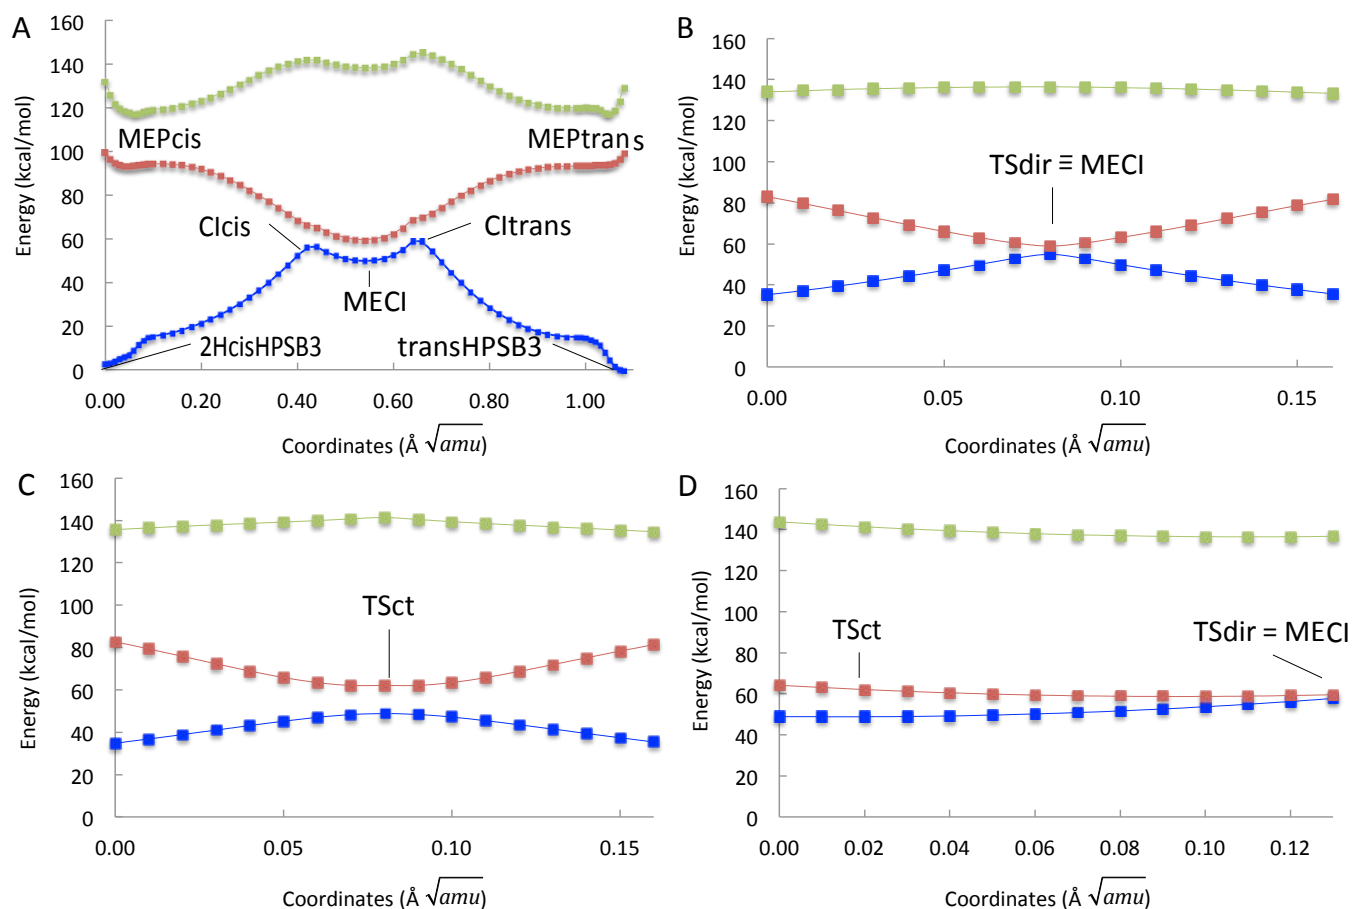 A
160
140
120
100
80
60
40
20
0
Energy (kcal/mol)
MEPcis
MEPtrans
CIcis
CItrans
MECI
2HcisHPSB3
transHPSB3
0.00 0.20 0.40 0.60 0.80 1.00
Coordinates (Å √amu)
B
160
140
120
100
80
60
40
20
0
Energy (kcal/mol)
TSdir ≡ MECI
0.00 0.05 0.10 0.15
Coordinates (Å √amu)
C
160
140
120
100
80
60
40
20
0
Energy (kcal/mol)
TSct
0.00 0.05 0.10 0.15
Coordinates (Å √amu)
D
160
140
120
100
80
60
40
20
0
Energy (kcal/mol)
TSct
TSdir = MECI
0.00 0.02 0.04 0.06 0.08 0.10 0.12
Coordinates (Å √amu)